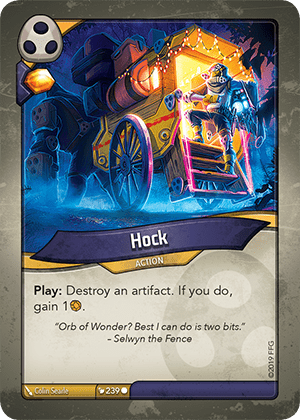 Hock
ACTION
Play: Destroy an artifact. If you do,
gain 1.
“Orb of Wonder? Best I can do is two bits.”
– Selwyn the Fence
Colin Searle
239
©2019 FFG